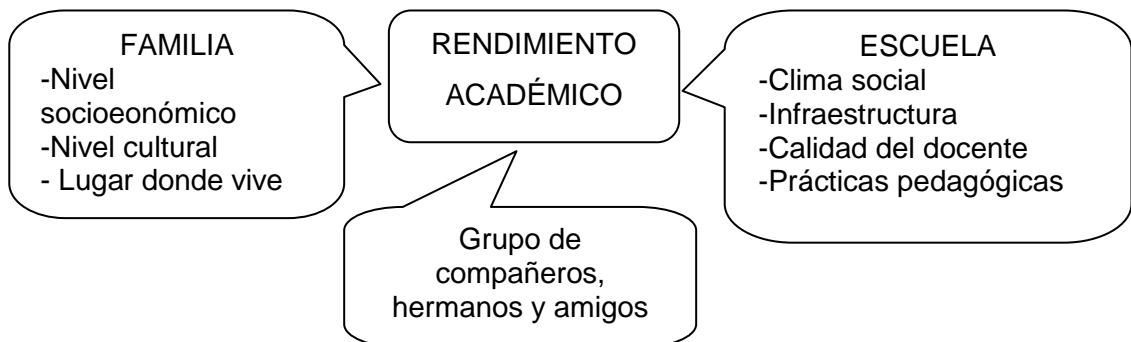 FAMILIA
-Nivel
socioeonómico
-Nivel cultural
- Lugar donde vive
RENDIMIENTO
ACADÉMICO
ESCUELA
-Clima social
-Infraestructura
-Calidad del docente
-Prácticas pedagógicas
Grupo de
compañeros,
hermanos y amigos